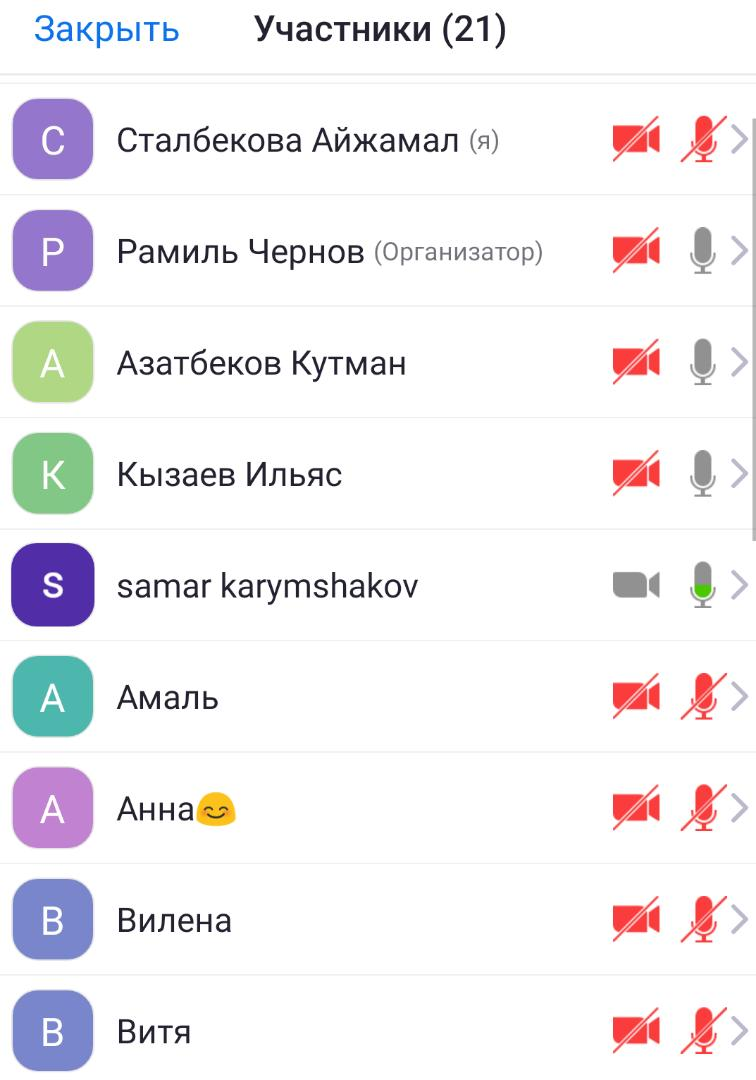 Закрыть Участники (21)
С Сталбекова Айжамал (я)
Р Рамиль Чернов (Организатор)
А Азатбеков Кутман
К Кызаев Ильяс
S samar karymshakov
А Амаль
А Анна😊
В Вилена
В Витя